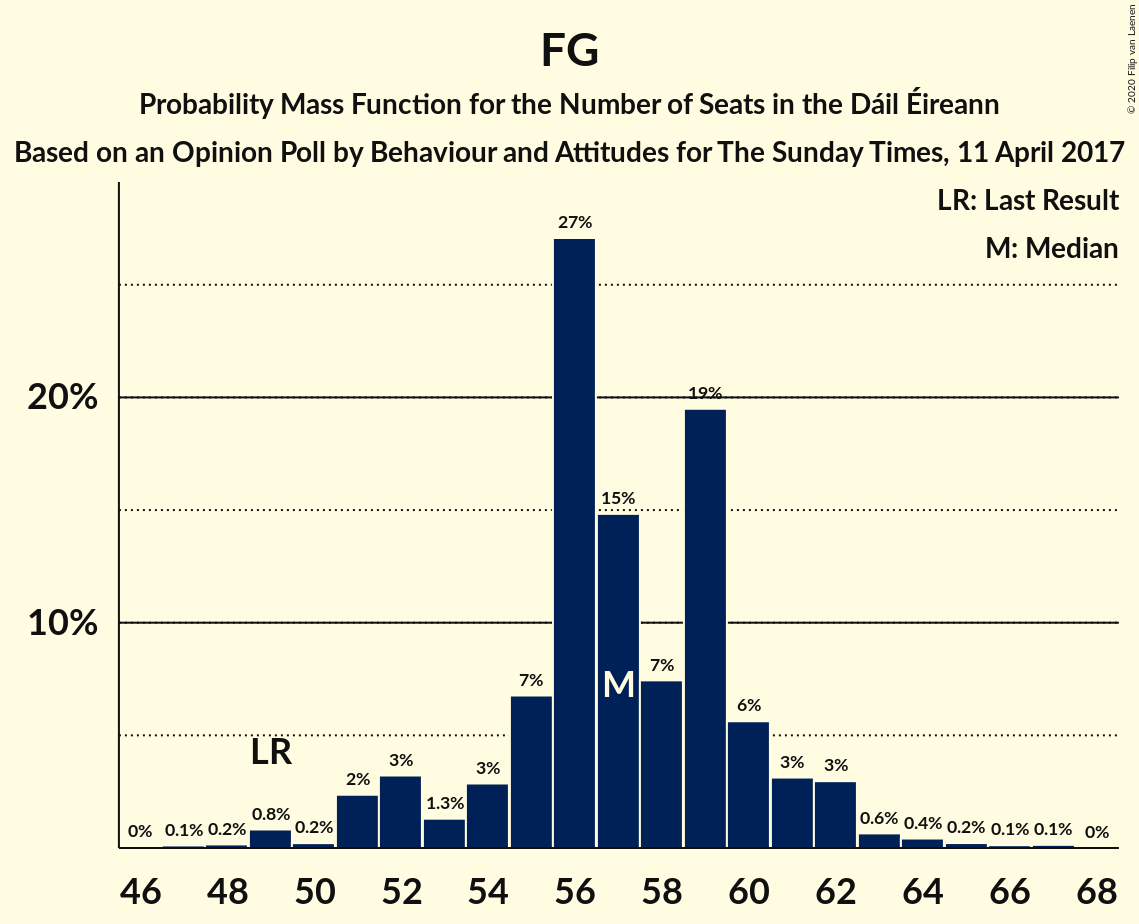 FG
Probability Mass Function for the Number of Seats in the Dáil Éireann
Based on an Opinion Poll by Behaviour and Attitudes for The Sunday Times, 11 April 2017
© 2020 Filip van Laenen
LR: Last Result
M: Median
20%
10%
0%
0.1%
0.2%
0.8%
0.2%
2%
3%
1.3%
3%
7%
27%
15%
7%
19%
6%
3%
3%
0.6%
0.4%
0.2%
0.1%
0.1%
0%
LR
M
46 48 50 52 54 56 58 60 62 64 66 68